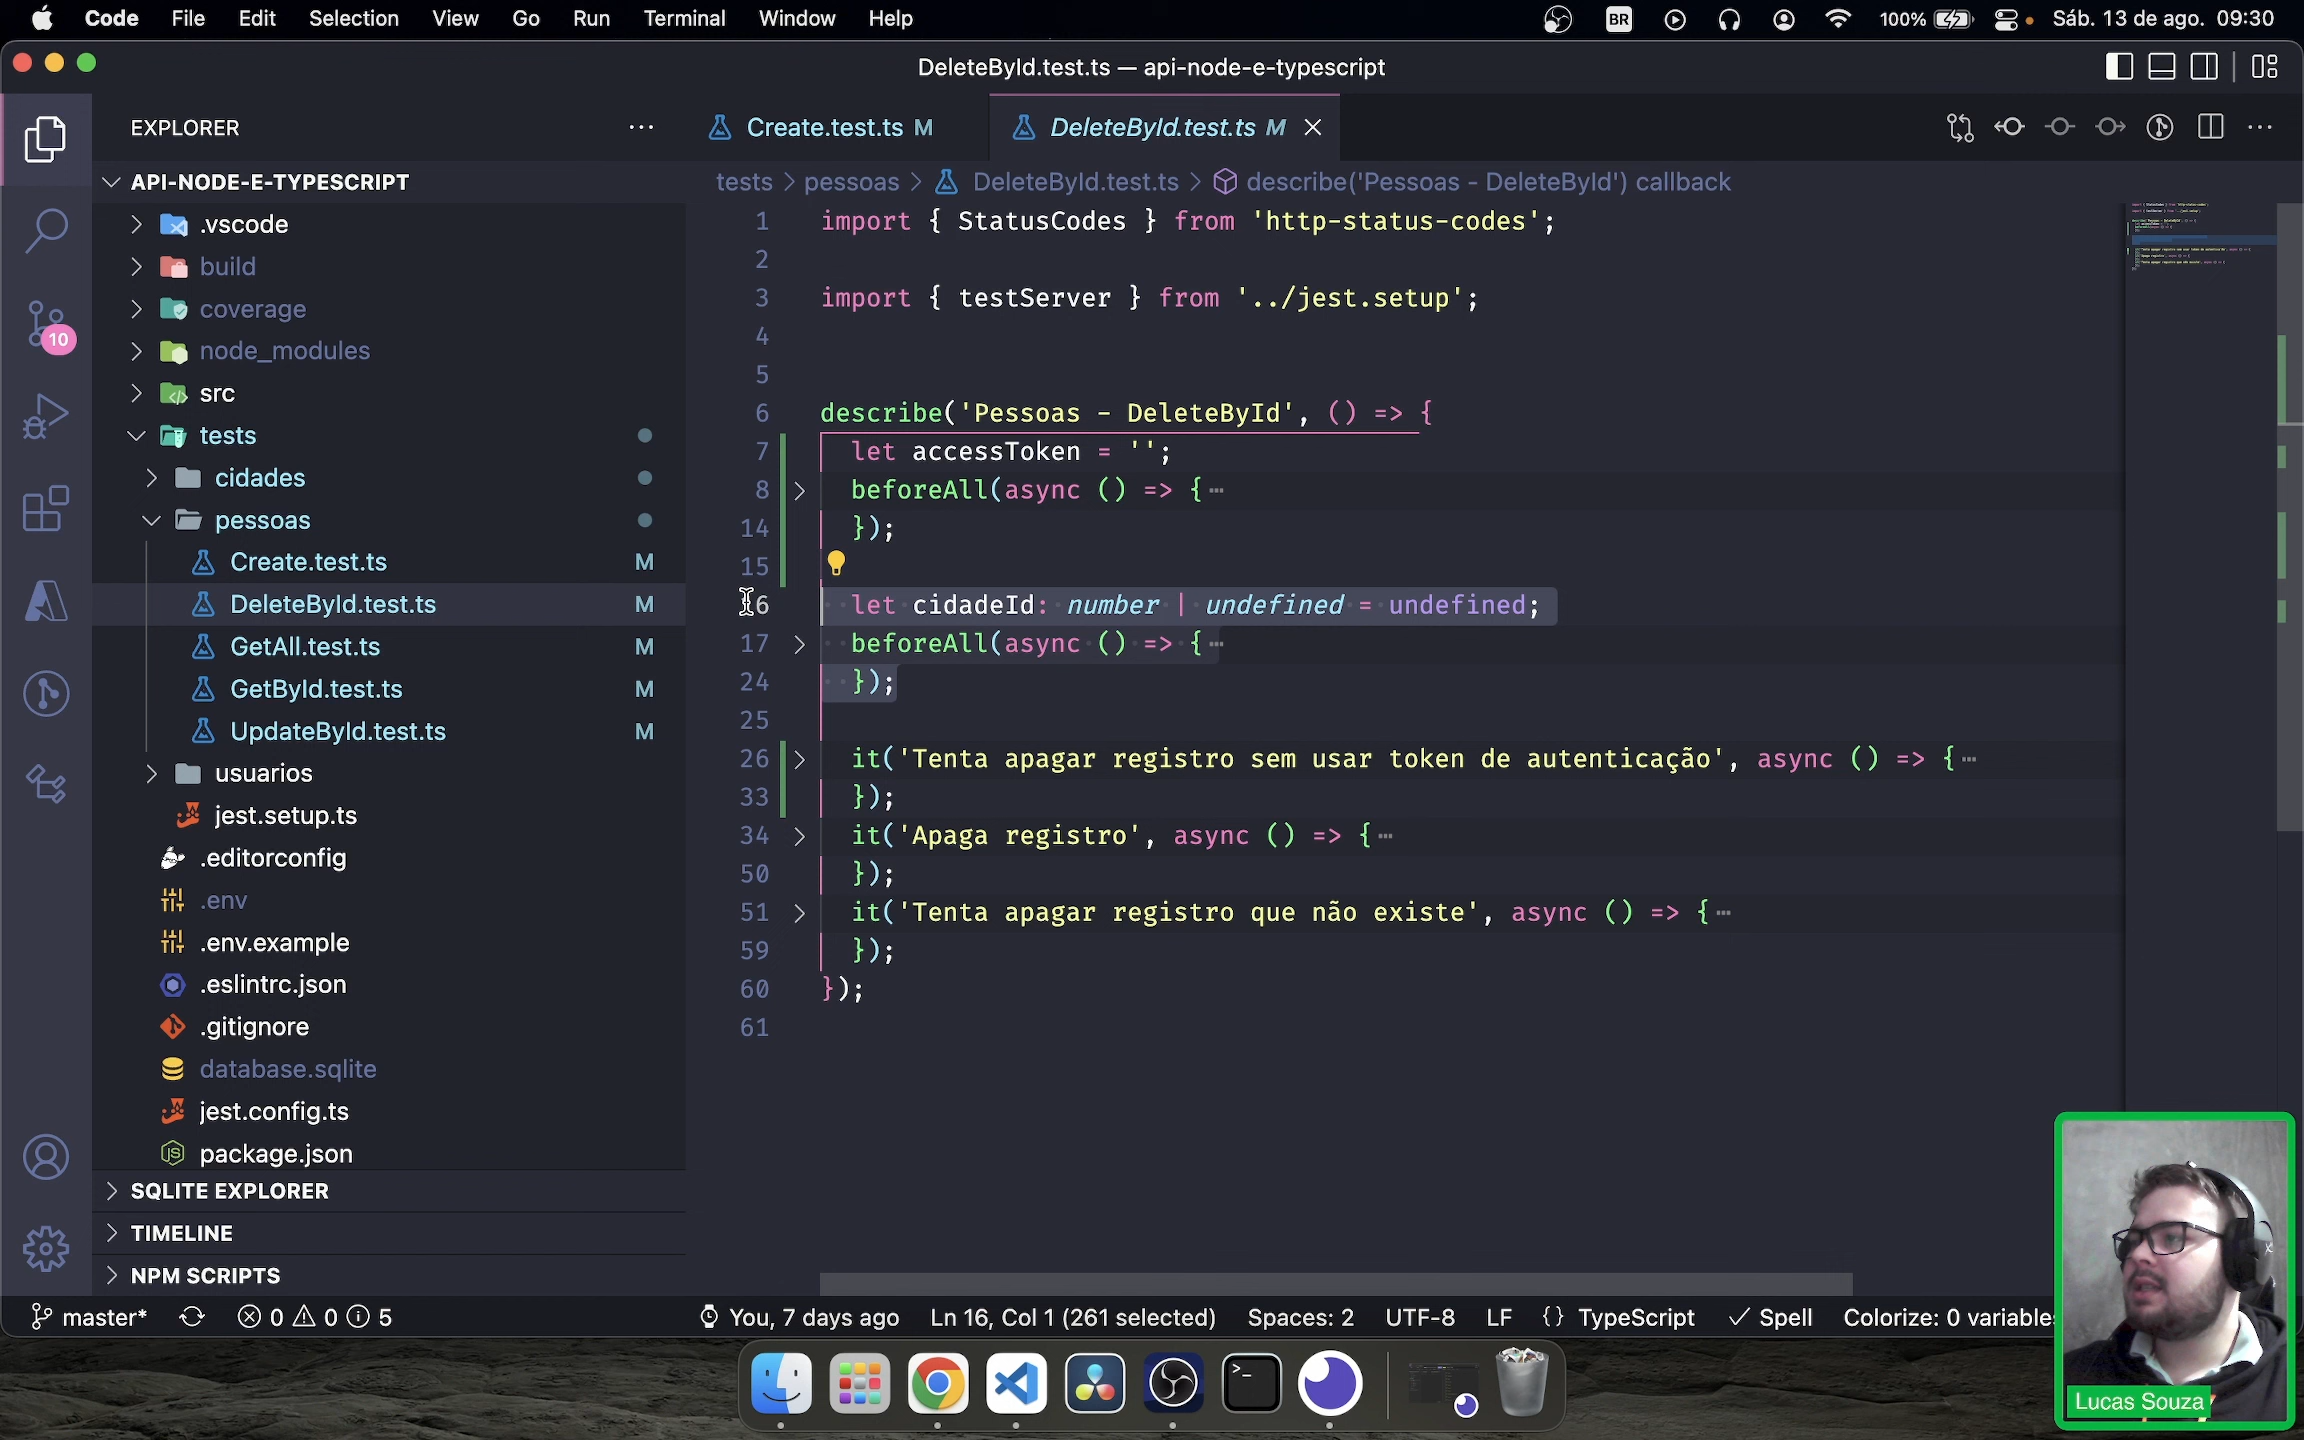 Code File Edit Selection View Go Run Terminal Window Help BR 100% Sáb. 13 de ago. 09:30
DeleteById.test.ts — api-node-e-typescript
EXPLORER
Create.test.ts M
DeleteById.test.ts M
API-NODE-E-TYPESCRIPT
.vscode
build
coverage
node_modules
src
tests
cidades
pessoas
Create.test.ts M
DeleteById.test.ts M
GetAll.test.ts M
GetById.test.ts M
UpdateById.test.ts M
usuarios
jest.setup.ts
.editorconfig
.env
.env.example
.eslintrc.json
.gitignore
database.sqlite
jest.config.ts
package.json
SQLITE EXPLORER
TIMELINE
NPM SCRIPTS
10
tests > pessoas > DeleteById.test.ts > describe('Pessoas - DeleteById') callback
1 import { StatusCodes } from 'http-status-codes';
2
3 import { testServer } from '../jest.setup';
4
5
6 describe('Pessoas - DeleteById', () => {
7 let accessToken = '';
8 beforeAll(async () => {
14 });
15
16 let cidadeId: number | undefined = undefined;
17 beforeAll(async () => {
24 });
25
26 it('Tenta apagar registro sem usar token de autenticação', async () => {
33 });
34 it('Apaga registro', async () => {
50 });
51 it('Tenta apagar registro que não existe', async () => {
59 });
60 });
61
master* 0 0 5 You, 7 days ago Ln 16, Col 1 (261 selected) Spaces: 2 UTF-8 LF {} TypeScript Spell Colorize: 0 variables
Lucas Souza